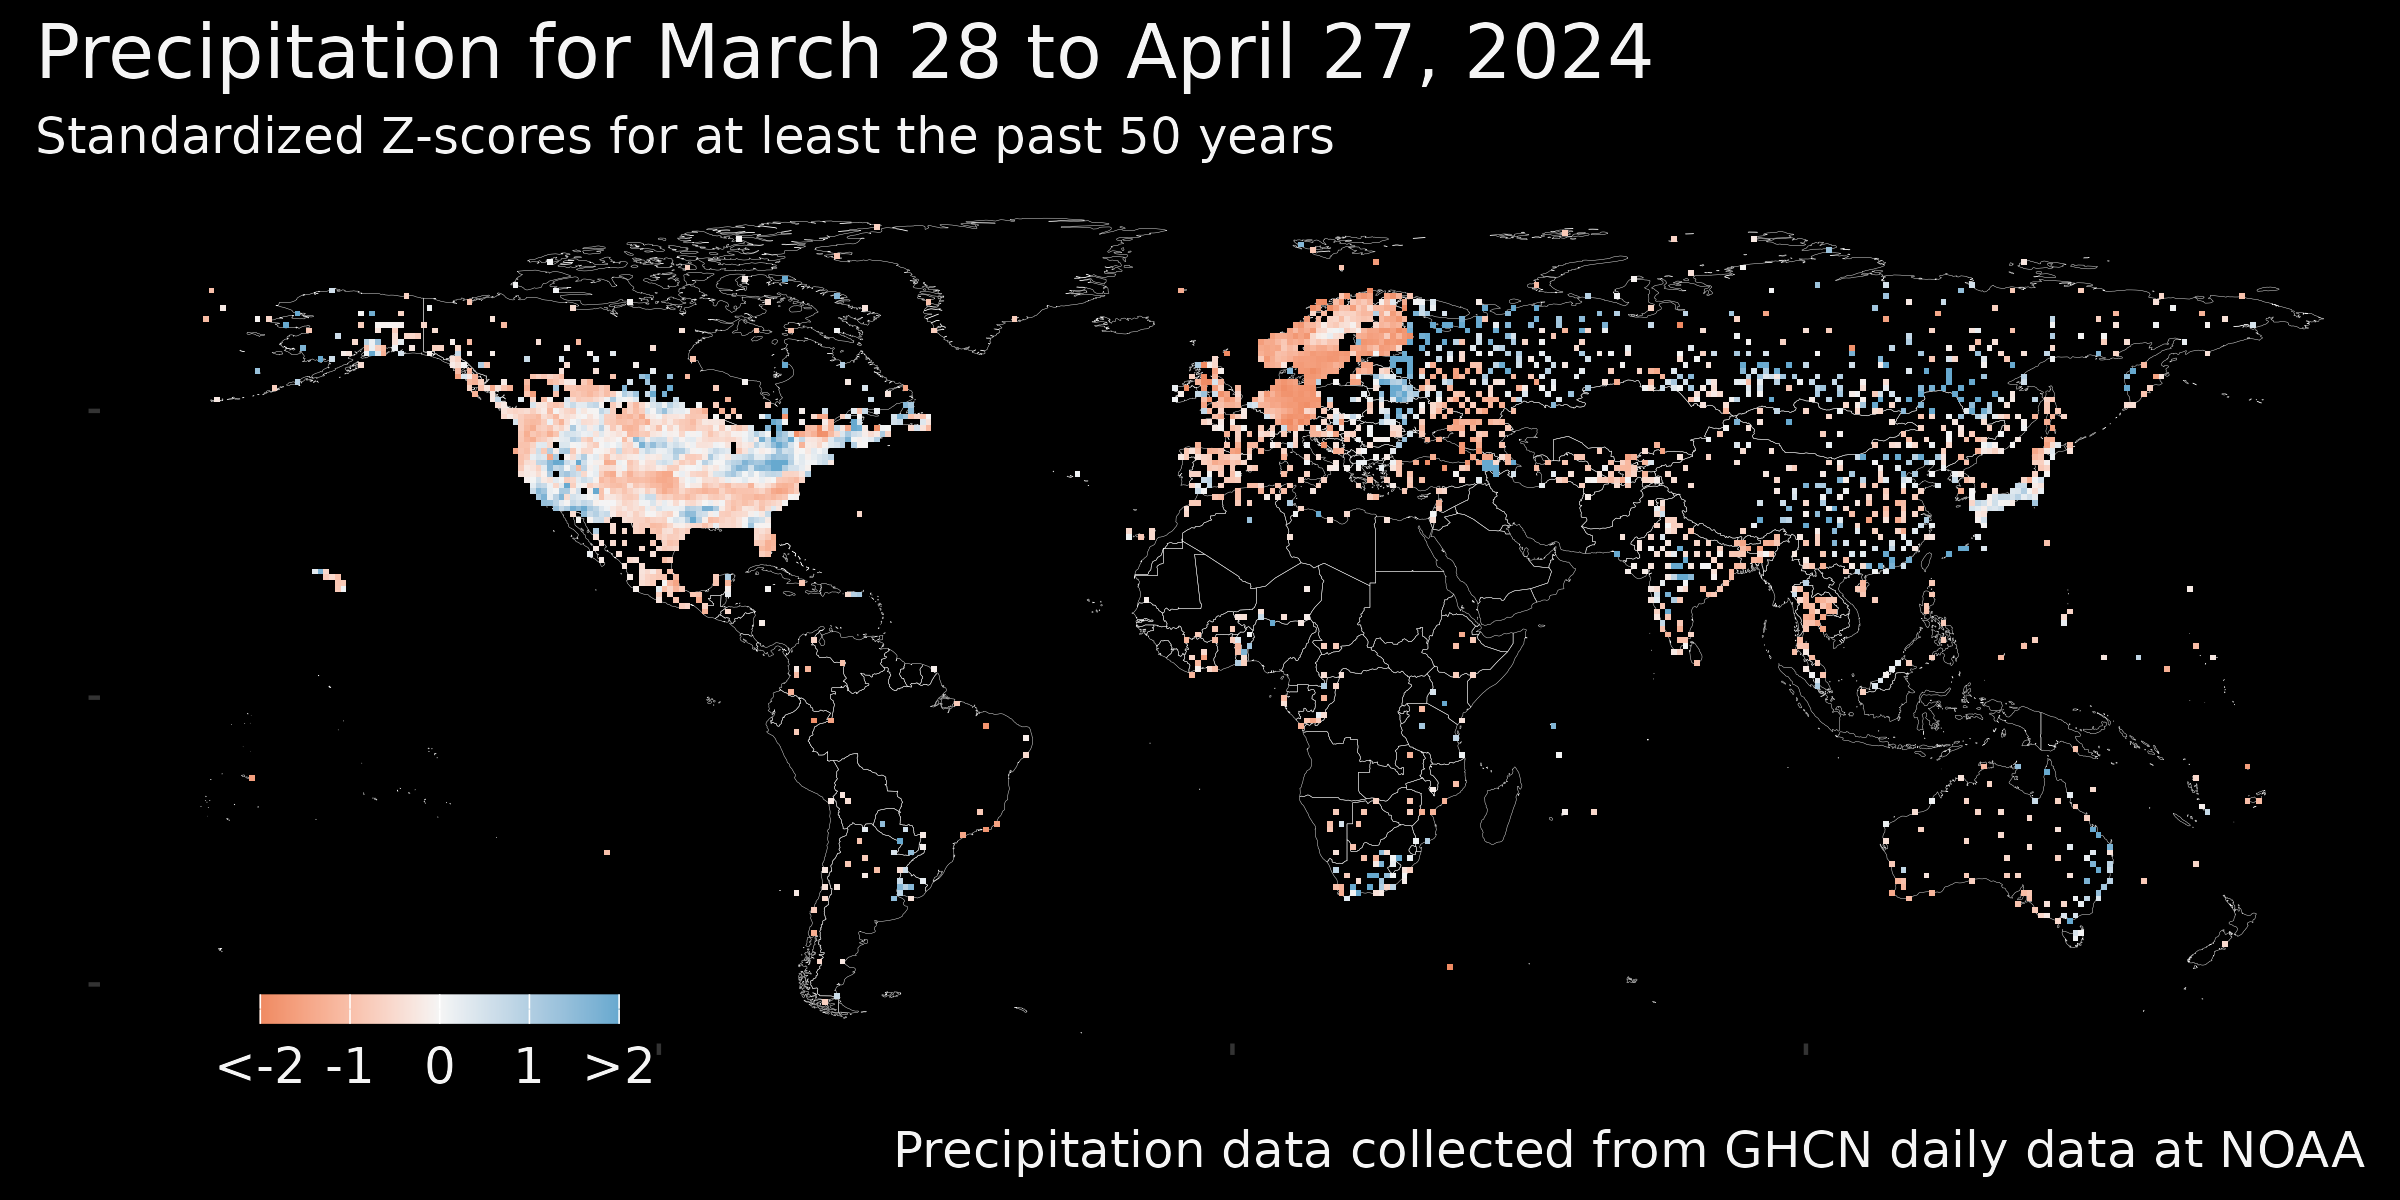 Precipitation for March 28 to April 27, 2024
Standardized Z-scores for at least the past 50 years
<-2 -1 0 1 >2
Precipitation data collected from GHCN daily data at NOAA